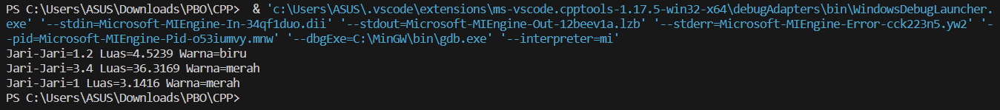 PS C:\Users\ASUS\Downloads\PBO\CPP>  & 'c:\Users\ASUS\.vscode\extensions\ms-vscode.cpptools-1.17.5-win32-x64\debugAdapters\bin\WindowsDebugLauncher.
exe' '--stdin=Microsoft-MIEngine-In-34qf1duo.dii' '--stdout=Microsoft-MIEngine-Out-12beev1a.lzb' '--stderr=Microsoft-MIEngine-Error-cck223n5.yw2' '-
-pid=Microsoft-MIEngine-Pid-o53iumvy.mnw' '--dbgExe=C:\MinGW\bin\gdb.exe' '--interpreter=mi'
Jari-Jari=1.2 Luas=4.5239 Warna=biru
Jari-Jari=3.4 Luas=36.3169 Warna=merah
Jari-Jari=1 Luas=3.1416 Warna=merah
PS C:\Users\ASUS\Downloads\PBO\CPP>